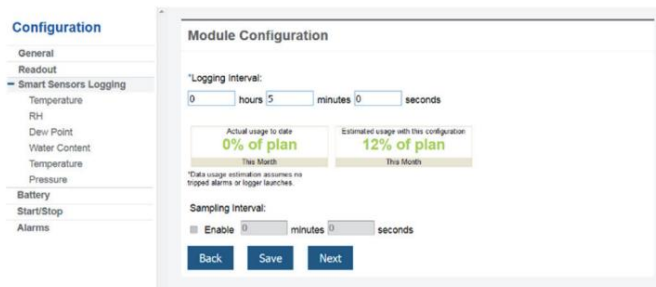 Configuration
General
Readout
Smart Sensors Logging
Temperature
RH
Dew Point
Water Content
Temperature
Pressure
Battery
Start/Stop
Alarms
Module Configuration
*Logging Interval:
0 hours 5 minutes 0 seconds
Actual usage to date
0% of plan
This Month
Estimated usage with this configuration
12% of plan
This Month
*Data usage estimation assumes no
tripped alarms or logger launches.
Sampling Interval:
Enable 0 minutes 0 seconds
Back Save Next